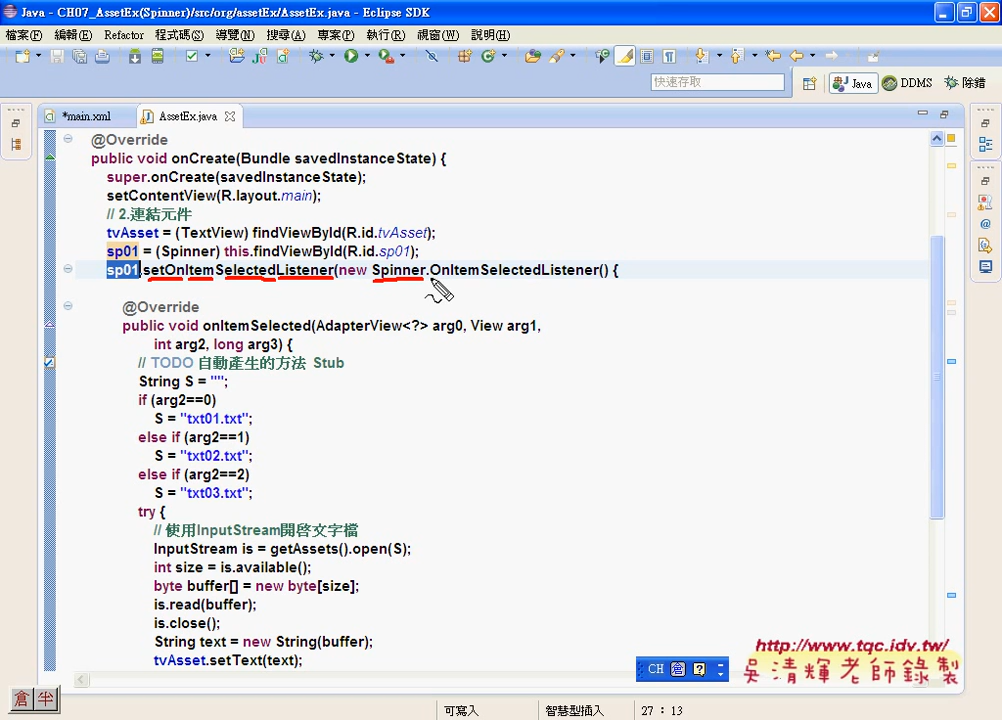 Java - CH07_AssetEx(Spinner)/src/org/assetEx/AssetEx.java - Eclipse SDK
檔案(F) 編輯(E) Refactor 程式碼(S) 導覽(N) 搜尋(A) 專案(P) 執行(R) 視窗(W) 說明(H)
快速存取 Java DDMS 除錯
*main.xml AssetEx.java
@Override
public void onCreate(Bundle savedInstanceState) {
super.onCreate(savedInstanceState);
setContentView(R.layout.main);
// 2.連結元件
tvAsset = (TextView) findViewById(R.id.tvAsset);
sp01 = (Spinner) this.findViewById(R.id.sp01);
sp01.setOnItemSelectedListener(new Spinner.OnItemSelectedListener() {
@Override
public void onItemSelected(AdapterView<?> arg0, View arg1,
int arg2, long arg3) {
// TODO 自動產生的方法 Stub
String S = "";
if (arg2==0)
S = "txt01.txt";
else if (arg2==1)
S = "txt02.txt";
else if (arg2==2)
S = "txt03.txt";
try {
// 使用InputStream開啓文字檔
InputStream is = getAssets().open(S);
int size = is.available();
byte buffer[] = new byte[size];
is.read(buffer);
is.close();
String text = new String(buffer);
tvAsset.setText(text);
http://www.tqc.idv.tw/
吳清輝老師錄製
CH 倉
倉 半
可寫入 智慧型插入 27 : 13